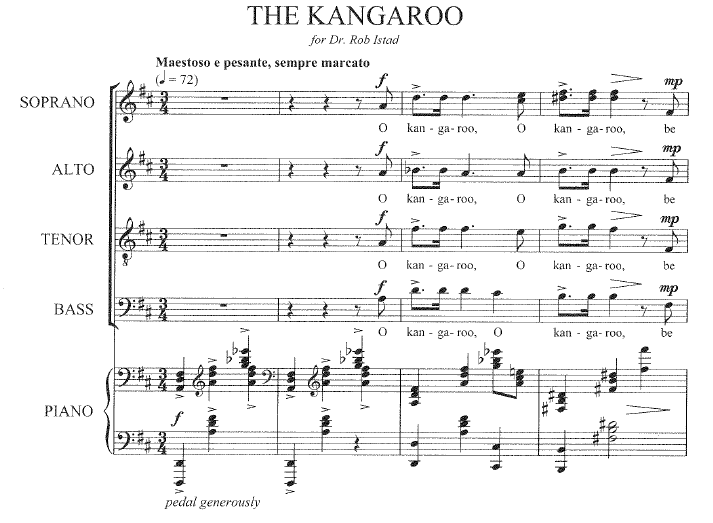 THE KANGAROO
for Dr. Rob Istad
Maestoso e pesante, sempre marcato
(♩ = 72)
SOPRANO
f
mp
O kan - ga - roo, O kan - ga - roo, be
ALTO
f
mp
O kan - ga - roo, O kan - ga - roo, be
TENOR
f
mp
O kan - ga - roo, O kan - ga - roo, be
BASS
f
mp
O kan - ga - roo, O kan - ga - roo, be
PIANO
f
pedal generously